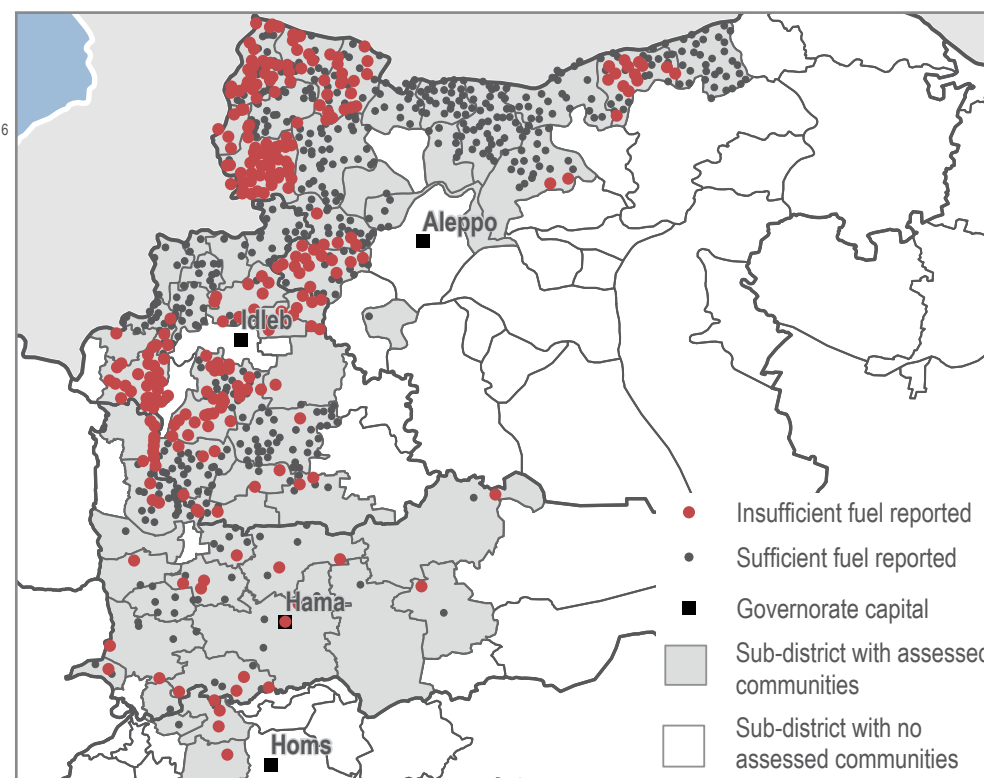 6
Aleppo
Idleb
Insufficient fuel reported
Sufficient fuel reported
Governorate capital
Hama
Sub-district with assessed
communities
Sub-district with no
assessed communities
Homs